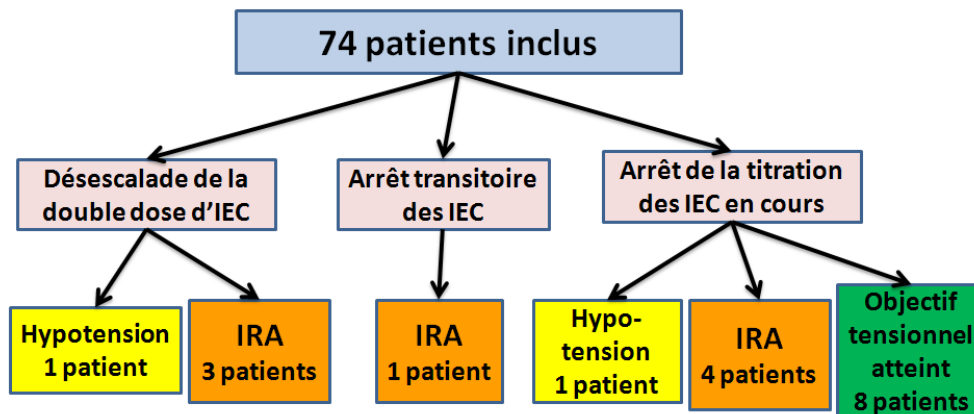 74 patients inclus
Désescalade de la
double dose d'IEC
Arrêt transitoire
des IEC
Arrêt de la titration
des IEC en cours
Hypotension
1 patient
IRA
3 patients
IRA
1 patient
Hypo-
tension
1 patient
IRA
4 patients
Objectif
tensionnel
atteint
8 patients